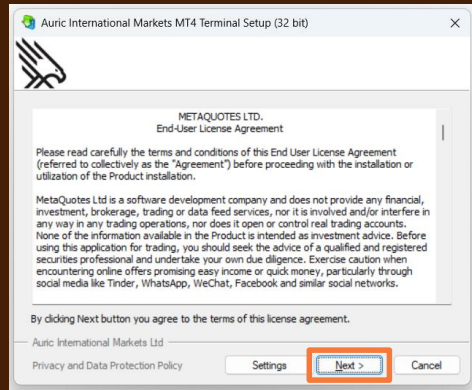 Auric International Markets MT4 Terminal Setup (32 bit)
METAQUOTES LTD.
End-User License Agreement
Please read carefully the terms and conditions of this End User License Agreement
(referred to collectively as the "Agreement") before proceeding with the installation or
utilization of the Product installation.
MetaQuotes Ltd is a software development company and does not provide any financial,
investment, brokerage, trading or data feed services, nor it is involved and/or interfere in
any way in any trading operations, nor does it open or control real trading accounts.
None of the information available in the Product is intended as investment advice. Before
using this application for trading, you should seek the advice of a qualified and registered
securities professional and undertake your own due diligence. Exercise caution when
encountering online offers promising easy income or quick money, particularly through
social media like Tinder, WhatsApp, WeChat, Facebook and similar social networks.
By clicking Next button you agree to the terms of this license agreement.
Auric International Markets Ltd
Privacy and Data Protection Policy
Settings
Next >
Cancel